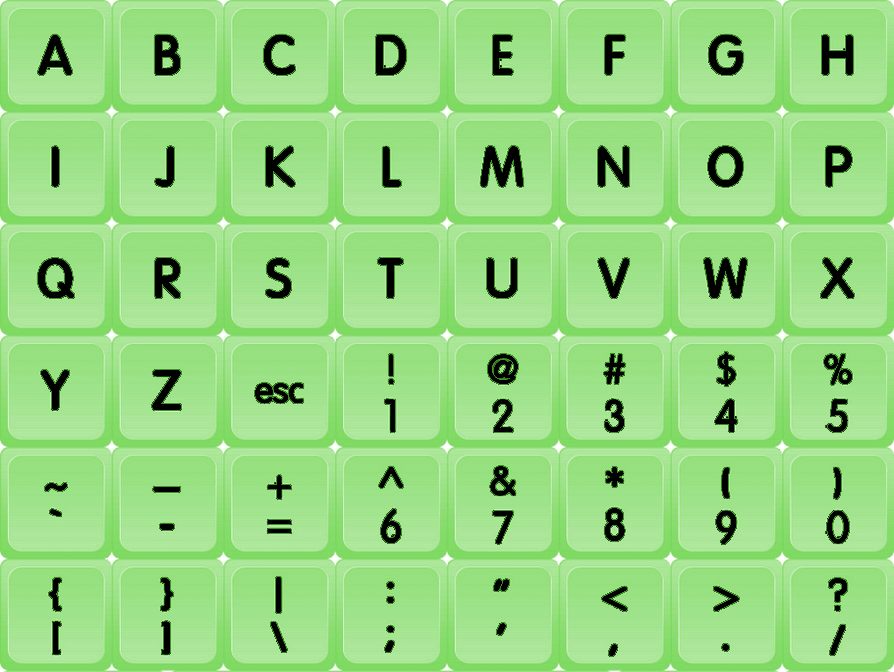 A B C D E F G H
I J K L M N O P
Q R S T U V W X
Y Z esc ! @ # $ %
1 2 3 4 5
~ _ + ^ & * ( )
` - = 6 7 8 9 0
{ } | : " < > ?
[ ] \ ; ' , . /